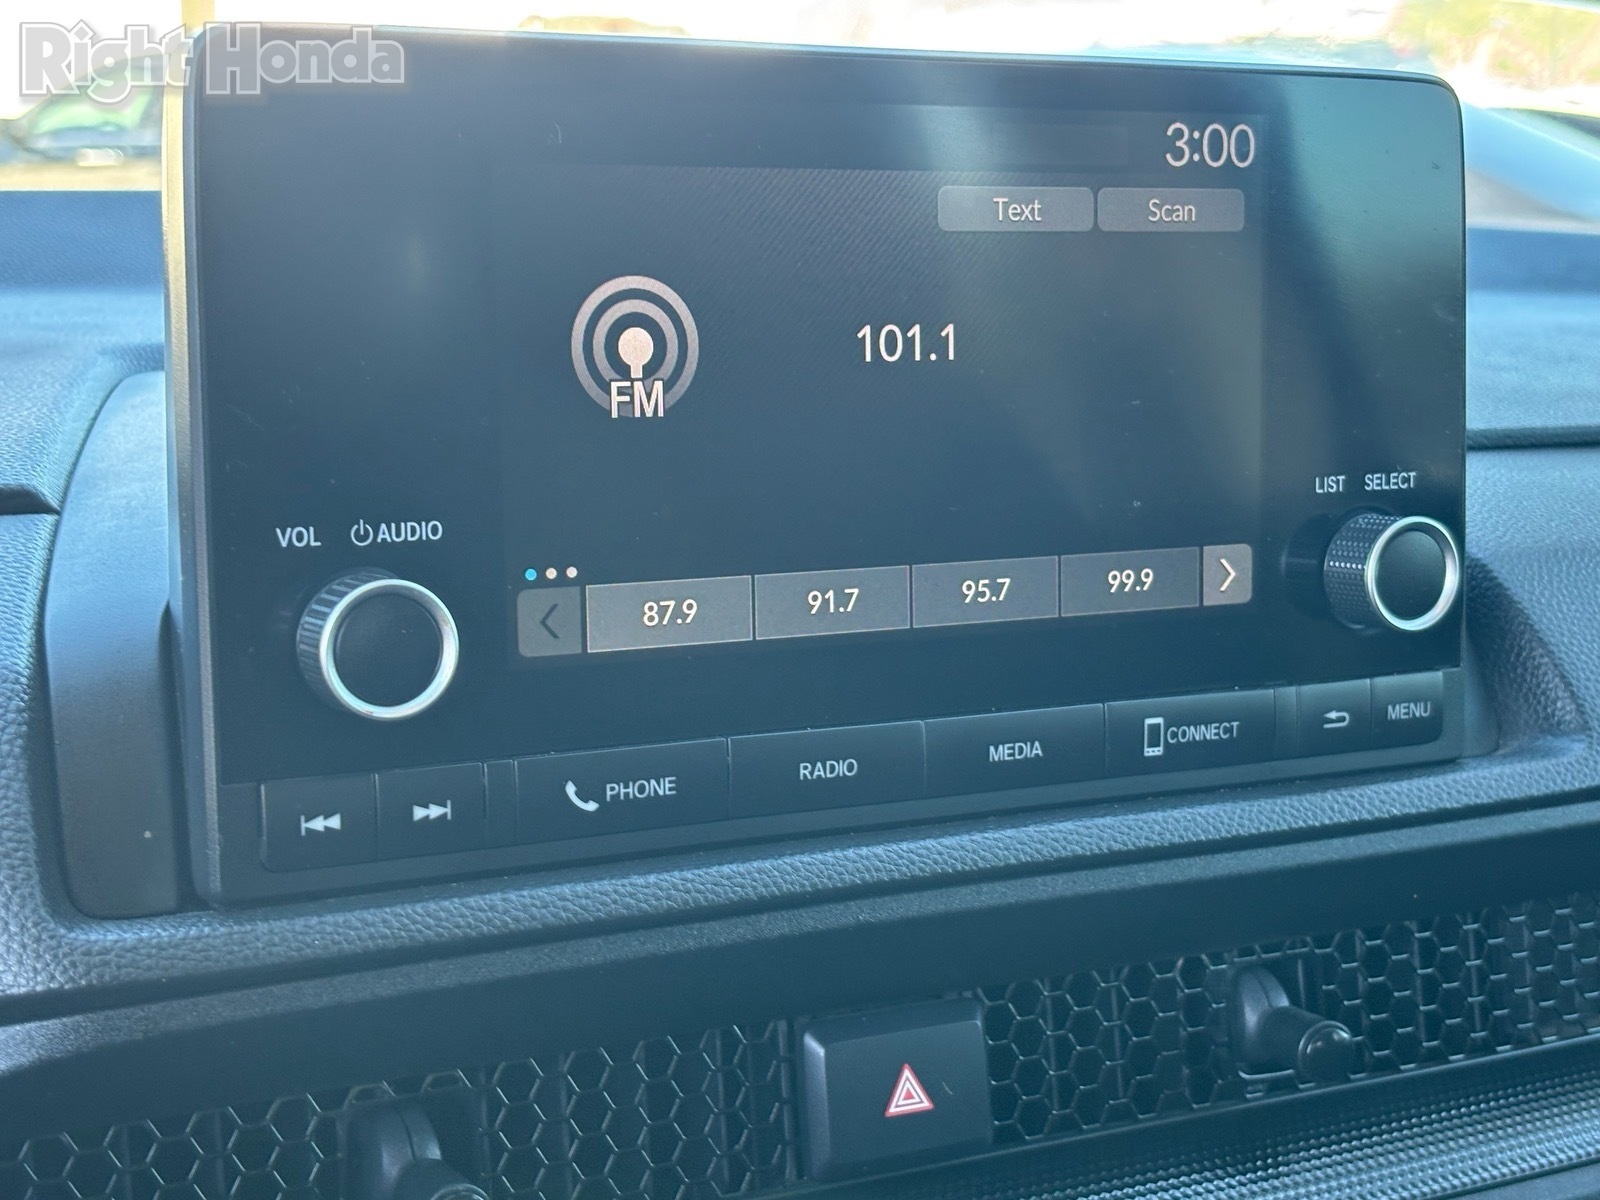 Right Honda
3:00
Text Scan
101.1
FM
LIST SELECT
VOL AUDIO
87.9 91.7 95.7 99.9
PHONE RADIO MEDIA CONNECT MENU